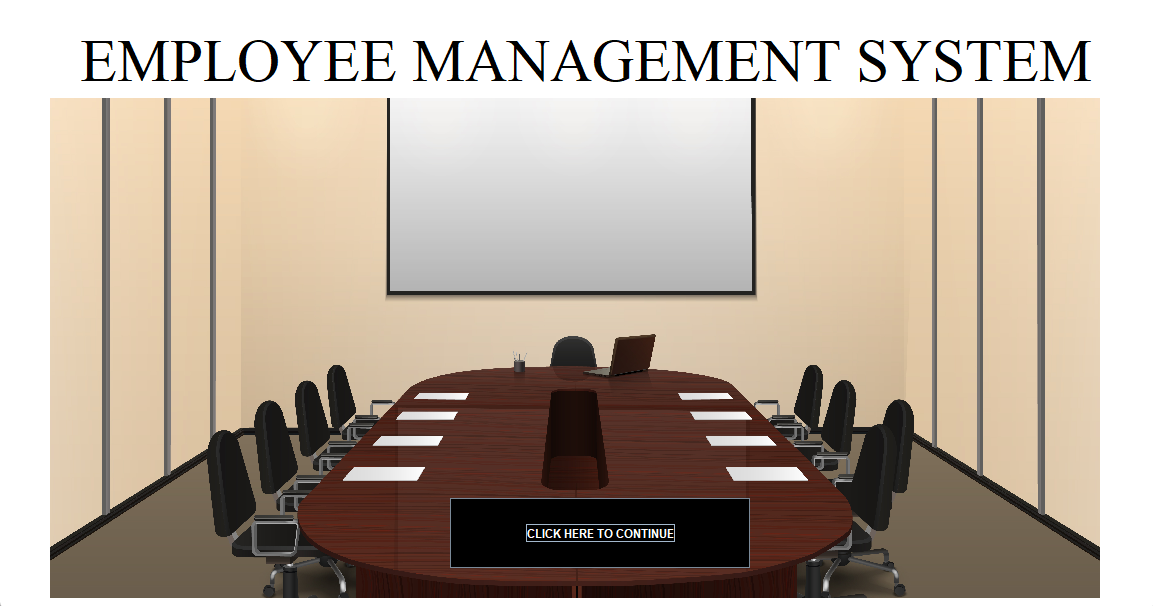 EMPLOYEE MANAGEMENT SYSTEM
CLICK HERE TO CONTINUE